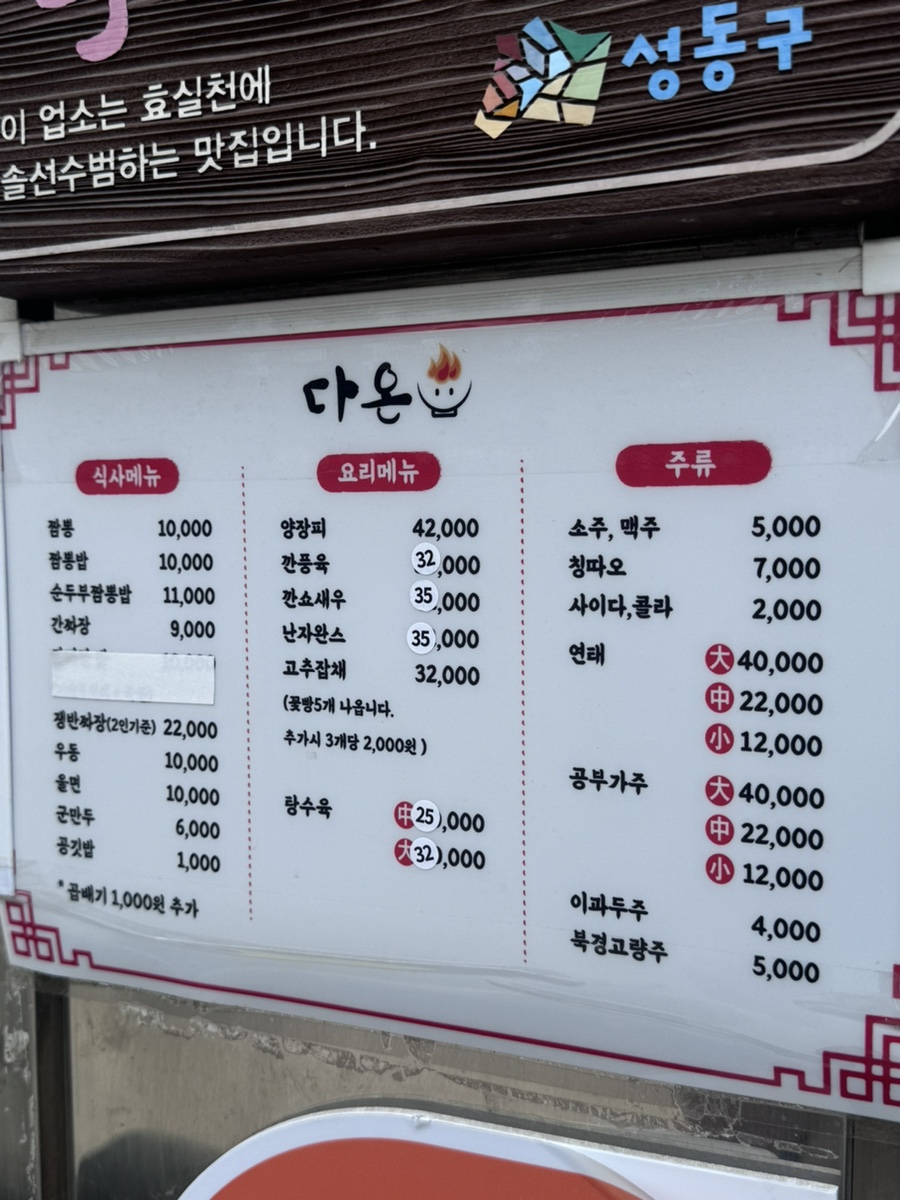 성동구
이 업소는 효실천에
솔선수범하는 맛집입니다.
다온
식사메뉴
짬뽕 10,000
짬뽕밥 10,000
순두부짬뽕밥 11,000
간짜장 9,000
쟁반짜장(2인기준) 22,000
우동 10,000
울면 10,000
군만두 6,000
공깃밥 1,000
* 곱배기 1,000원 추가
요리메뉴
양장피 42,000
깐풍육 32,000
깐쇼새우 35,000
난자완스 35,000
고추잡채 32,000
(꽃빵5개 나옵니다.
추가시 3개당 2,000원 )
탕수육 中 25,000
大 32,000
주류
소주, 맥주 5,000
칭따오 7,000
사이다,콜라 2,000
연태 大 40,000
中 22,000
小 12,000
공부가주 大 40,000
中 22,000
小 12,000
이과두주 4,000
북경고량주 5,000